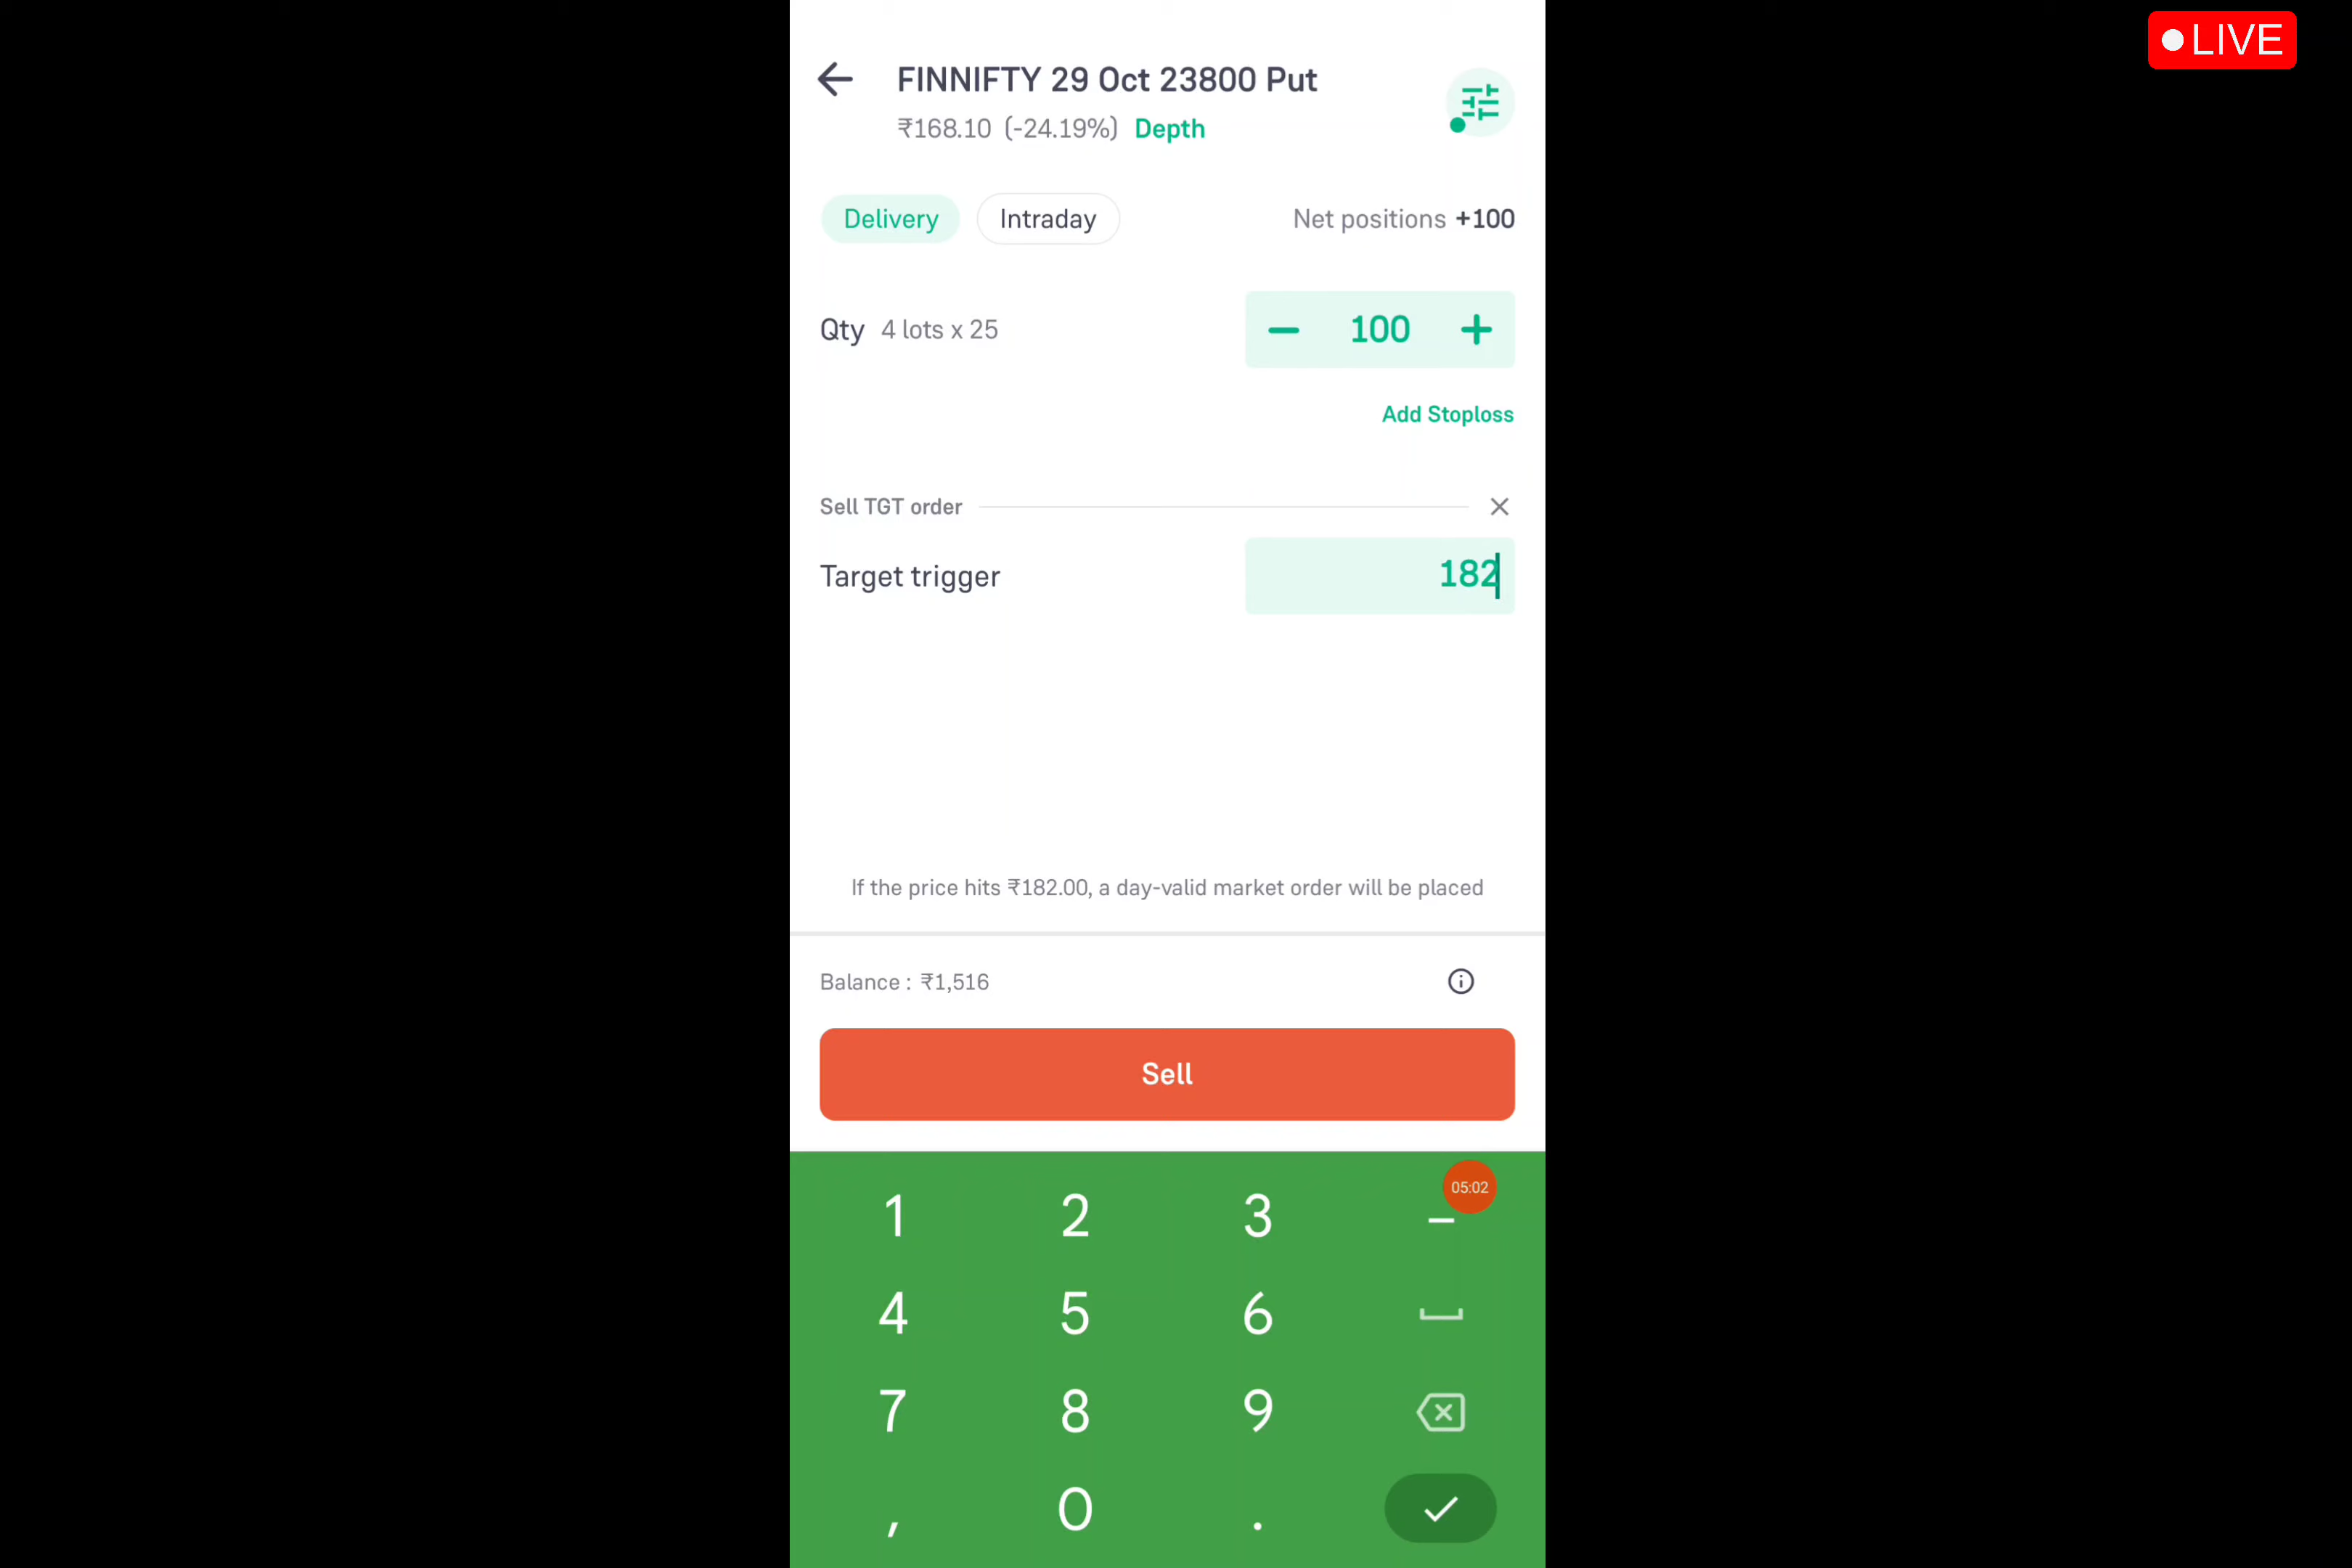 LIVE
FINNIFTY 29 Oct 23800 Put
₹168.10 (-24.19%) Depth
Delivery Intraday Net positions +100
Qty 4 lots x 25 − 100 +
Add Stoploss
Sell TGT order
Target trigger 182
If the price hits ₹182.00, a day-valid market order will be placed
Balance : ₹1,516
Sell
05:02
1 2 3 –
4 5 6
7 8 9
, 0 .